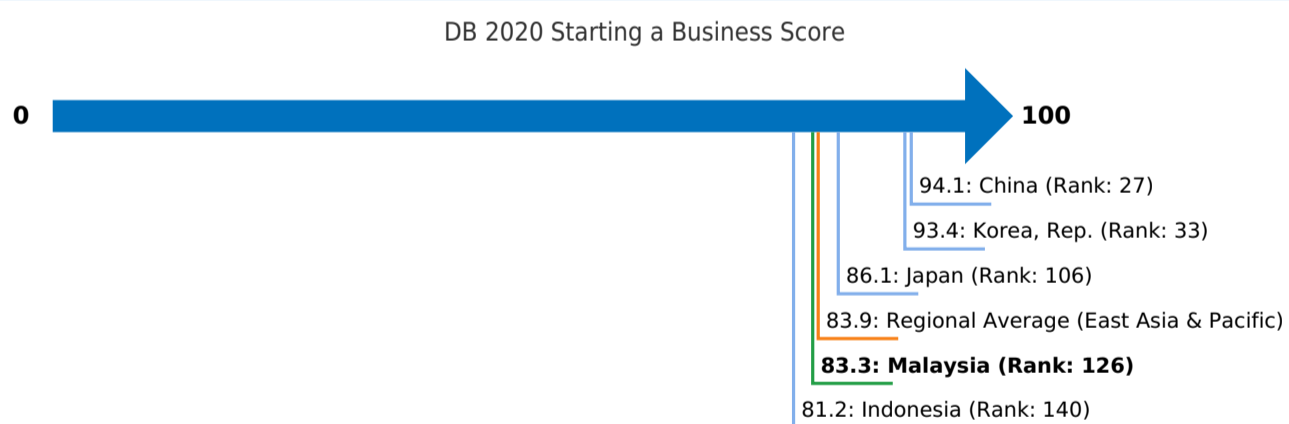 DB 2020 Starting a Business Score
0
100
94.1: China (Rank: 27)
93.4: Korea, Rep. (Rank: 33)
86.1: Japan (Rank: 106)
83.9: Regional Average (East Asia & Pacific)
83.3: Malaysia (Rank: 126)
81.2: Indonesia (Rank: 140)